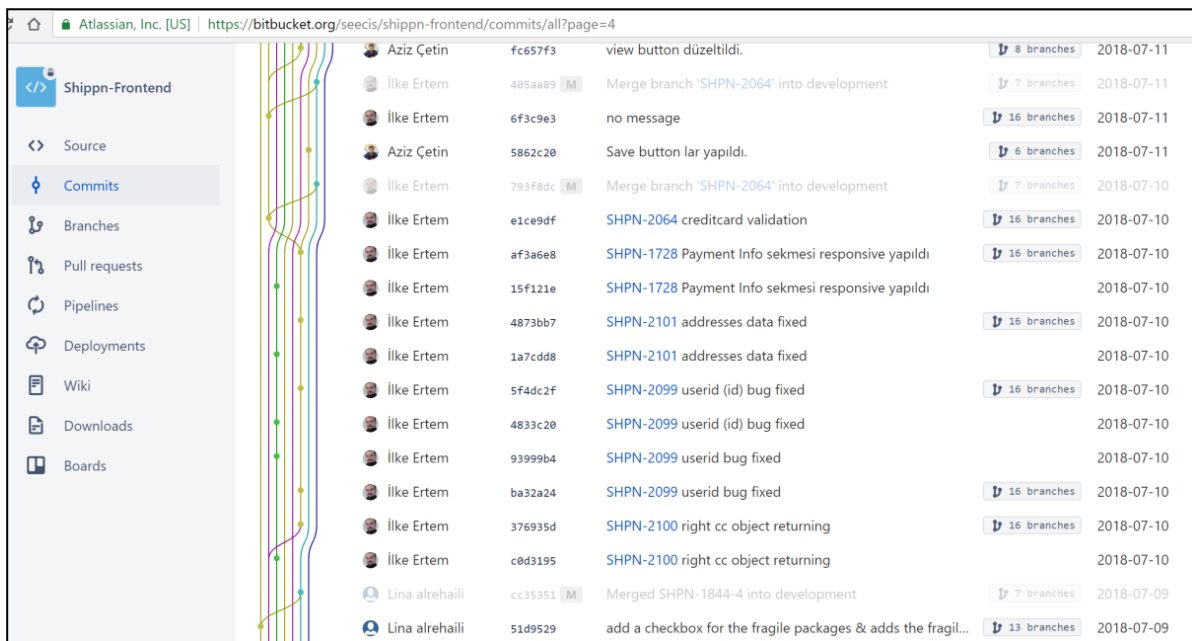 Atlassian, Inc. [US] https://bitbucket.org/seecis/shippn-frontend/commits/all?page=4
Shippn-Frontend
Source
Commits
Branches
Pull requests
Pipelines
Deployments
Wiki
Downloads
Boards
Aziz Çetin fc657f3 view button düzeltildi. 8 branches 2018-07-11
İlke Ertem 405aa89 M Merge branch 'SHPN-2064' into development 7 branches 2018-07-11
İlke Ertem 6f3c9e3 no message 16 branches 2018-07-11
Aziz Çetin 5862c20 Save button lar yapıldı. 6 branches 2018-07-11
İlke Ertem 793f8dc M Merge branch 'SHPN-2064' into development 7 branches 2018-07-10
İlke Ertem e1ce9df SHPN-2064 creditcard validation 16 branches 2018-07-10
İlke Ertem af3a6e8 SHPN-1728 Payment Info sekmesi responsive yapıldı 16 branches 2018-07-10
İlke Ertem 15f121e SHPN-1728 Payment Info sekmesi responsive yapıldı 2018-07-10
İlke Ertem 4873bb7 SHPN-2101 addresses data fixed 16 branches 2018-07-10
İlke Ertem 1a7cdd8 SHPN-2101 addresses data fixed 2018-07-10
İlke Ertem 5f4dc2f SHPN-2099 userid (id) bug fixed 16 branches 2018-07-10
İlke Ertem 4833c20 SHPN-2099 userid (id) bug fixed 2018-07-10
İlke Ertem 93999b4 SHPN-2099 userid bug fixed 2018-07-10
İlke Ertem ba32a24 SHPN-2099 userid bug fixed 16 branches 2018-07-10
İlke Ertem 376935d SHPN-2100 right cc object returning 16 branches 2018-07-10
İlke Ertem c0d3195 SHPN-2100 right cc object returning 2018-07-10
Lina alrehaili cc35351 M Merged SHPN-1844-4 into development 7 branches 2018-07-09
Lina alrehaili 51d9529 add a checkbox for the fragile packages & adds the fragil... 13 branches 2018-07-09